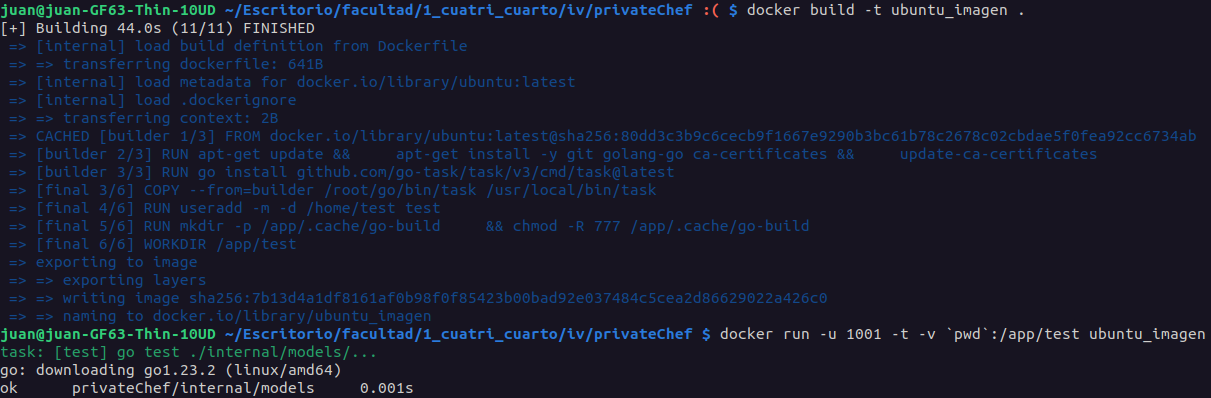 juan@juan-GF63-Thin-10UD ~/Escritorio/facultad/1_cuatri_cuarto/iv/privateChef :( $ docker build -t ubuntu_imagen .
[+] Building 44.0s (11/11) FINISHED
=> [internal] load build definition from Dockerfile
=> => transferring dockerfile: 641B
=> [internal] load metadata for docker.io/library/ubuntu:latest
=> [internal] load .dockerignore
=> => transferring context: 2B
=> CACHED [builder 1/3] FROM docker.io/library/ubuntu:latest@sha256:80dd3c3b9c6cecb9f1667e9290b3bc61b78c2678c02cbdae5f0fea92cc6734ab
=> [builder 2/3] RUN apt-get update &&     apt-get install -y git golang-go ca-certificates &&     update-ca-certificates
=> [builder 3/3] RUN go install github.com/go-task/task/v3/cmd/task@latest
=> [final 3/6] COPY --from=builder /root/go/bin/task /usr/local/bin/task
=> [final 4/6] RUN useradd -m -d /home/test test
=> [final 5/6] RUN mkdir -p /app/.cache/go-build     && chmod -R 777 /app/.cache/go-build
=> [final 6/6] WORKDIR /app/test
=> exporting to image
=> => exporting layers
=> => writing image sha256:7b13d4a1df8161af0b98f0f85423b00bad92e037484c5cea2d86629022a426c0
=> => naming to docker.io/library/ubuntu_imagen
juan@juan-GF63-Thin-10UD ~/Escritorio/facultad/1_cuatri_cuarto/iv/privateChef $ docker run -u 1001 -t -v `pwd`:/app/test ubuntu_imagen
task: [test] go test ./internal/models/...
go: downloading go1.23.2 (linux/amd64)
ok      privateChef/internal/models     0.001s